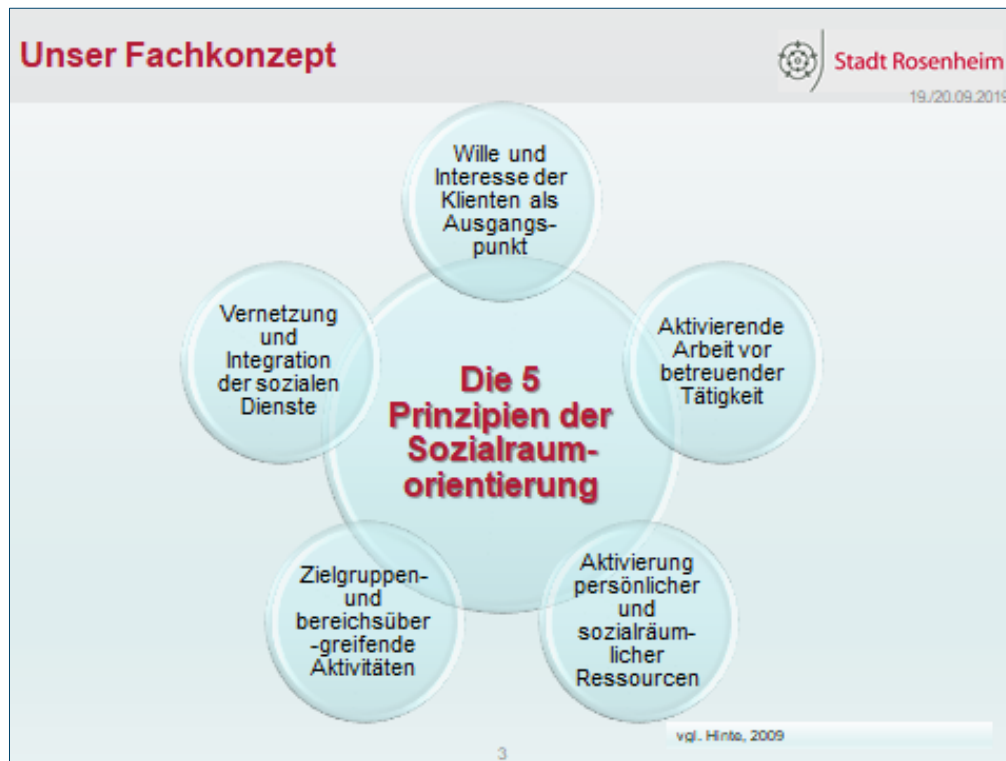 Unser Fachkonzept
Stadt Rosenheim
19./20.09.2019
Wille und
Interesse der
Klienten als
Ausgangs-
punkt
Aktivierende
Arbeit vor
betreuender
Tätigkeit
Aktivierung
persönlicher
und
sozialräum-
licher
Ressourcen
Zielgruppen-
und
bereichsüber
-greifende
Aktivitäten
Vernetzung
und
Integration
der sozialen
Dienste
Die 5
Prinzipien der
Sozialraum-
orientierung
vgl. Hinte, 2009
3